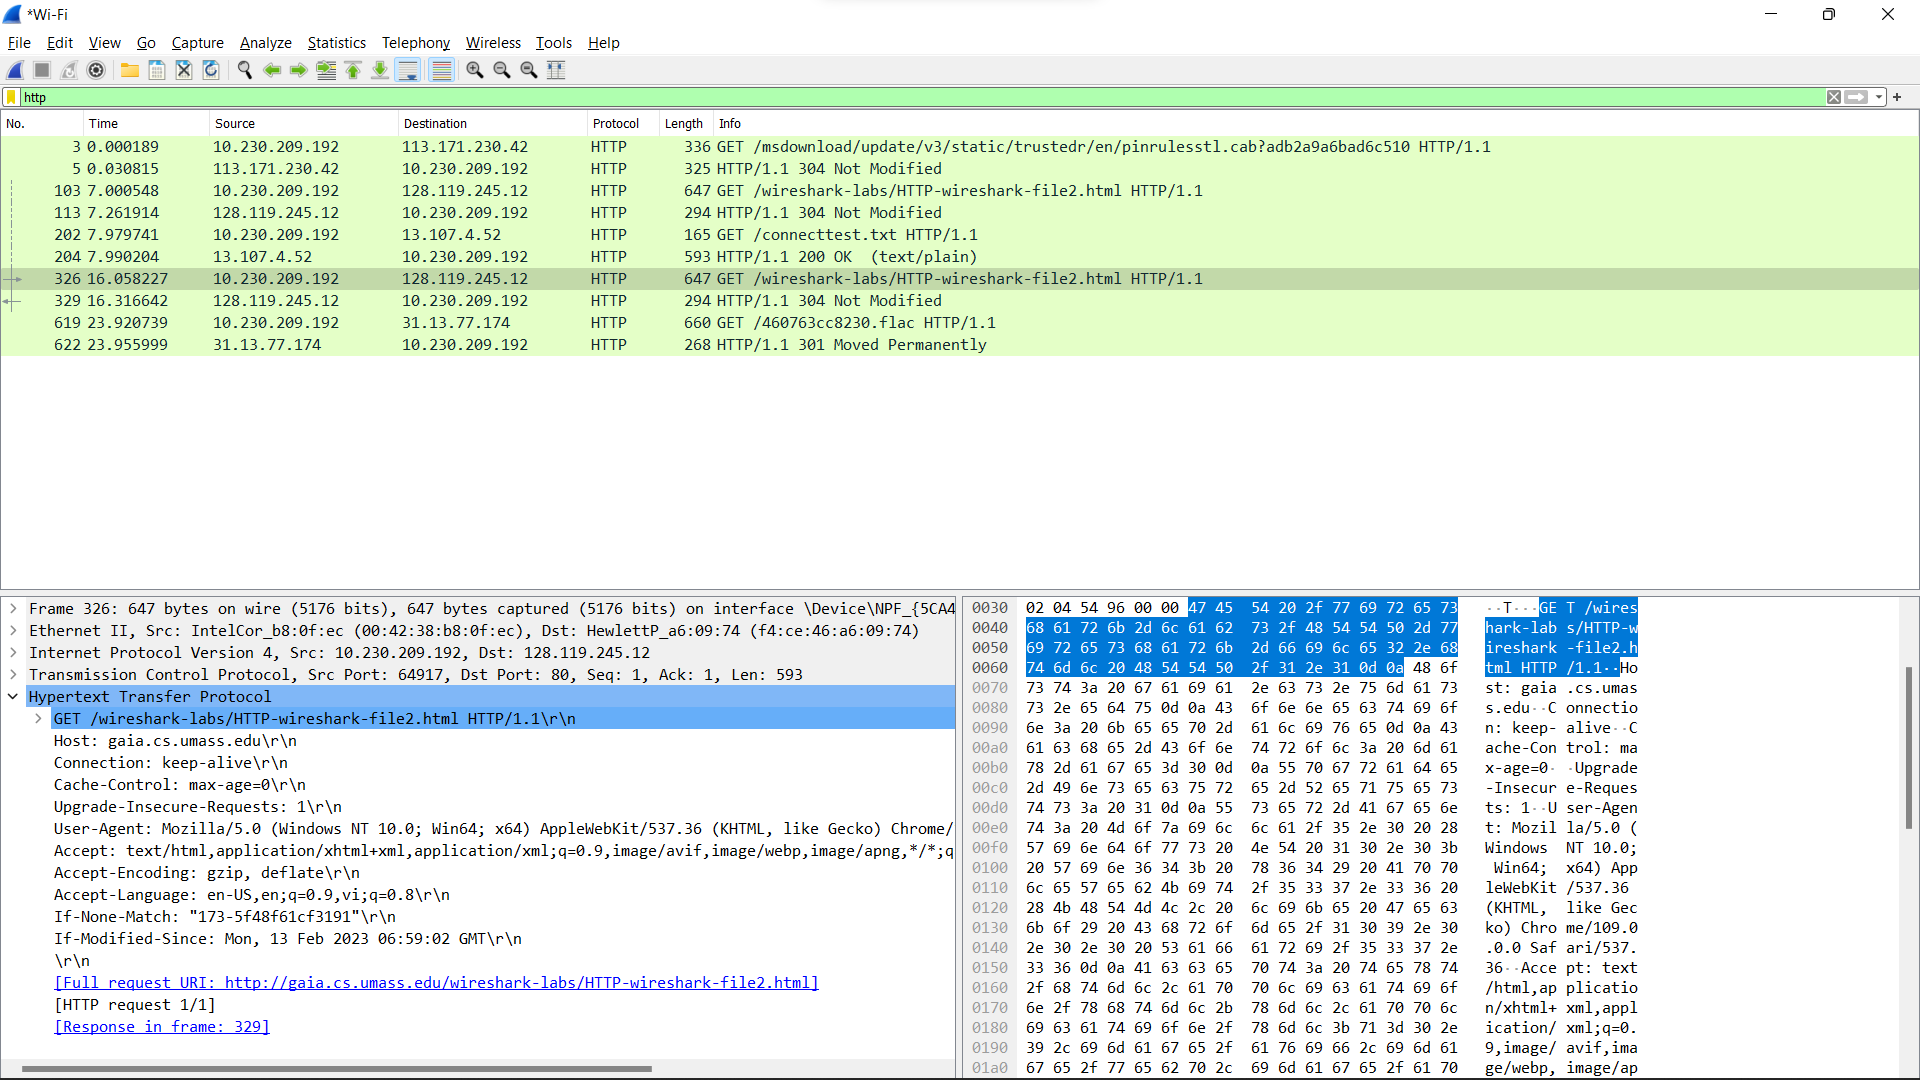 *Wi-Fi
File Edit View Go Capture Analyze Statistics Telephony Wireless Tools Help
http
No. Time Source Destination Protocol Length Info
3 0.000189 10.230.209.192 113.171.230.42 HTTP 336 GET /msdownload/update/v3/static/trustedr/en/pinrulesstl.cab?adb2a9a6bad6c510 HTTP/1.1
5 0.030815 113.171.230.42 10.230.209.192 HTTP 325 HTTP/1.1 304 Not Modified
103 7.000548 10.230.209.192 128.119.245.12 HTTP 647 GET /wireshark-labs/HTTP-wireshark-file2.html HTTP/1.1
113 7.261914 128.119.245.12 10.230.209.192 HTTP 294 HTTP/1.1 304 Not Modified
202 7.979741 10.230.209.192 13.107.4.52 HTTP 165 GET /connecttest.txt HTTP/1.1
204 7.990204 13.107.4.52 10.230.209.192 HTTP 593 HTTP/1.1 200 OK (text/plain)
326 16.058227 10.230.209.192 128.119.245.12 HTTP 647 GET /wireshark-labs/HTTP-wireshark-file2.html HTTP/1.1
329 16.316642 128.119.245.12 10.230.209.192 HTTP 294 HTTP/1.1 304 Not Modified
619 23.920739 10.230.209.192 31.13.77.174 HTTP 660 GET /460763cc8230.flac HTTP/1.1
622 23.955999 31.13.77.174 10.230.209.192 HTTP 268 HTTP/1.1 301 Moved Permanently
Frame 326: 647 bytes on wire (5176 bits), 647 bytes captured (5176 bits) on interface \Device\NPF_{5CA4
Ethernet II, Src: IntelCor_b8:0f:ec (00:42:38:b8:0f:ec), Dst: HewlettP_a6:09:74 (f4:ce:46:a6:09:74)
Internet Protocol Version 4, Src: 10.230.209.192, Dst: 128.119.245.12
Transmission Control Protocol, Src Port: 64917, Dst Port: 80, Seq: 1, Ack: 1, Len: 593
Hypertext Transfer Protocol
GET /wireshark-labs/HTTP-wireshark-file2.html HTTP/1.1\r\n
Host: gaia.cs.umass.edu\r\n
Connection: keep-alive\r\n
Cache-Control: max-age=0\r\n
Upgrade-Insecure-Requests: 1\r\n
User-Agent: Mozilla/5.0 (Windows NT 10.0; Win64; x64) AppleWebKit/537.36 (KHTML, like Gecko) Chrome/
Accept: text/html,application/xhtml+xml,application/xml;q=0.9,image/avif,image/webp,image/apng,*/*;q
Accept-Encoding: gzip, deflate\r\n
Accept-Language: en-US,en;q=0.9,vi;q=0.8\r\n
If-None-Match: "173-5f48f61cf3191"\r\n
If-Modified-Since: Mon, 13 Feb 2023 06:59:02 GMT\r\n
\r\n
[Full request URI: http://gaia.cs.umass.edu/wireshark-labs/HTTP-wireshark-file2.html]
[HTTP request 1/1]
[Response in frame: 329]
0030 02 04 54 96 00 00 47 45 54 20 2f 77 69 72 65 73 ··T···GE T /wires
0040 68 61 72 6b 2d 6c 61 62 73 2f 48 54 54 50 2d 77 hark-lab s/HTTP-w
0050 69 72 65 73 68 61 72 6b 2d 66 69 6c 65 32 2e 68 ireshark -file2.h
0060 74 6d 6c 20 48 54 54 50 2f 31 2e 31 0d 0a 48 6f tml HTTP /1.1··Ho
0070 73 74 3a 20 67 61 69 61 2e 63 73 2e 75 6d 61 73 st: gaia .cs.umas
0080 73 2e 65 64 75 0d 0a 43 6f 6e 6e 65 63 74 69 6f s.edu··C onnectio
0090 6e 3a 20 6b 65 65 70 2d 61 6c 69 76 65 0d 0a 43 n: keep- alive··C
00a0 61 63 68 65 2d 43 6f 6e 74 72 6f 6c 3a 20 6d 61 ache-Con trol: ma
00b0 78 2d 61 67 65 3d 30 0d 0a 55 70 67 72 61 64 65 x-age=0· ·Upgrade
00c0 2d 49 6e 73 65 63 75 72 65 2d 52 65 71 75 65 73 -Insecur e-Reques
00d0 74 73 3a 20 31 0d 0a 55 73 65 72 2d 41 67 65 6e ts: 1··U ser-Agen
00e0 74 3a 20 4d 6f 7a 69 6c 6c 61 2f 35 2e 30 20 28 t: Mozil la/5.0 (
00f0 57 69 6e 64 6f 77 73 20 4e 54 20 31 30 2e 30 3b Windows NT 10.0;
0100 20 57 69 6e 36 34 3b 20 78 36 34 29 20 41 70 70 Win64; x64) App
0110 6c 65 57 65 62 4b 69 74 2f 35 33 37 2e 33 36 20 leWebKit /537.36
0120 28 4b 48 54 4d 4c 2c 20 6c 69 6b 65 20 47 65 63 (KHTML, like Gec
0130 6b 6f 29 20 43 68 72 6f 6d 65 2f 31 30 39 2e 30 ko) Chro me/109.0
0140 2e 30 2e 30 20 53 61 66 61 72 69 2f 35 33 37 2e .0.0 Saf ari/537.
0150 33 36 0d 0a 41 63 63 65 70 74 3a 20 74 65 78 74 36··Acce pt: text
0160 2f 68 74 6d 6c 2c 61 70 70 6c 69 63 61 74 69 6f /html,ap plicatio
0170 6e 2f 78 68 74 6d 6c 2b 78 6d 6c 2c 61 70 70 6c n/xhtml+ xml,appl
0180 69 63 61 74 69 6f 6e 2f 78 6d 6c 3b 71 3d 30 2e ication/ xml;q=0.
0190 39 2c 69 6d 61 67 65 2f 61 76 69 66 2c 69 6d 61 9,image/ avif,ima
01a0 67 65 2f 77 65 62 70 2c 69 6d 61 67 65 2f 61 70 ge/webp, image/ap